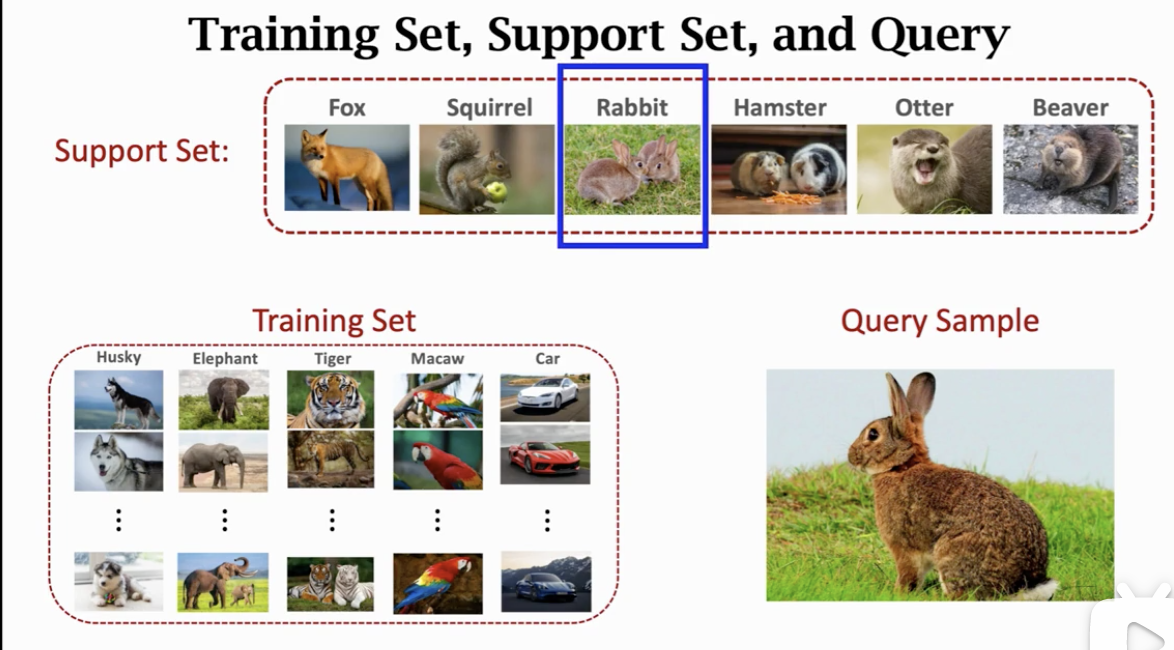 Training Set, Support Set, and Query
Support Set:
Fox
Squirrel
Rabbit
Hamster
Otter
Beaver
Training Set
Husky
Elephant
Tiger
Macaw
Car
Query Sample